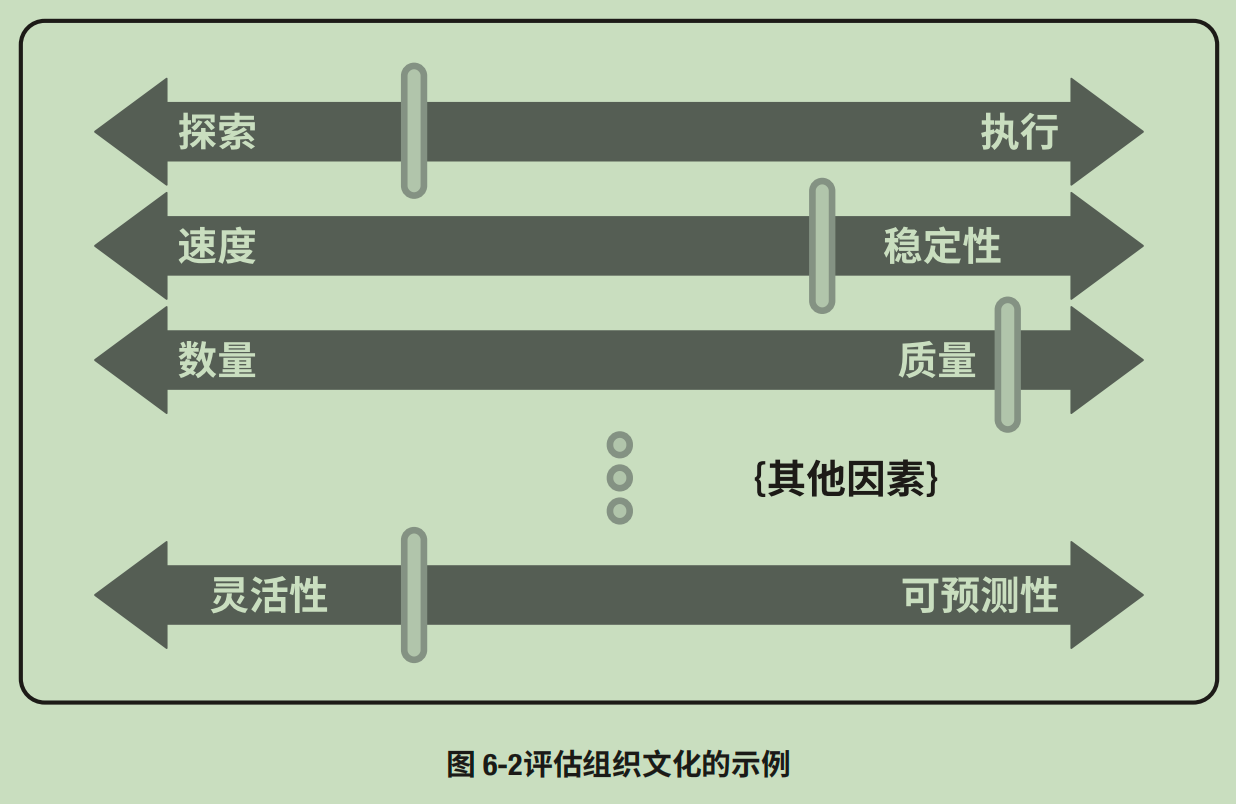 探索 执行
速度 稳定性
数量 质量
{其他因素}
灵活性 可预测性
图 6-2评估组织文化的示例